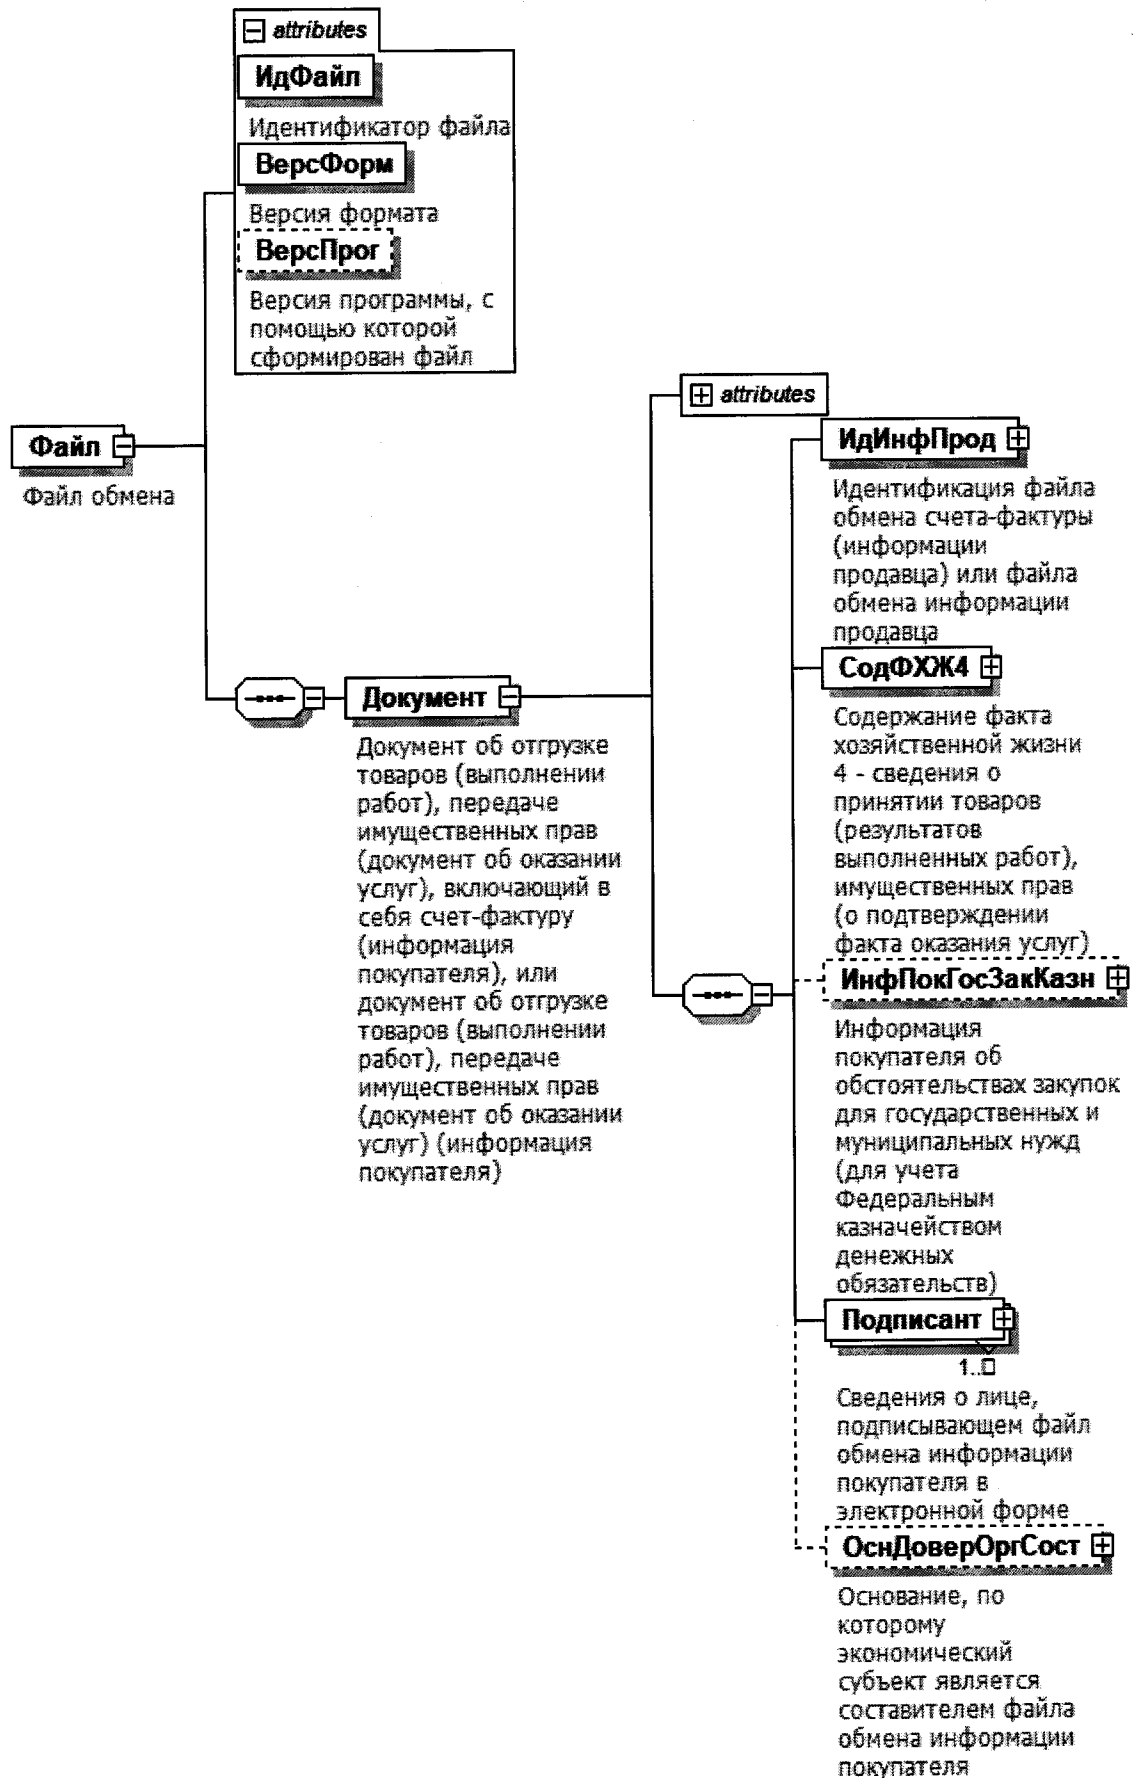 attributes
ИдФайл
Идентификатор файла
ВерсФорм
Версия формата
ВерсПрог
Версия программы, с
помощью которой
сформирован файл
Файл
Файл обмена
Документ
Документ об отгрузке
товаров (выполнении
работ), передаче
имущественных прав
(документ об оказании
услуг), включающий в
себя счет-фактуру
(информация
покупателя), или
документ об отгрузке
товаров (выполнении
работ), передаче
имущественных прав
(документ об оказании
услуг) (информация
покупателя)
attributes
ИдИнфПрод
Идентификация файла
обмена счета-фактуры
(информации
продавца) или файла
обмена информации
продавца
СодФХЖ4
Содержание факта
хозяйственной жизни
4 - сведения о
принятии товаров
(результатов
выполненных работ),
имущественных прав
(о подтверждении
факта оказания услуг)
ИнфПокГосЗакКазн
Информация
покупателя об
обстоятельствах закупок
для государственных и
муниципальных нужд
(для учета
Федеральным
казначейством
денежных
обязательств)
Подписант
1..□
Сведения о лице,
подписывающем файл
обмена информации
покупателя в
электронной форме
ОснДоверОргСост
Основание, по
которому
экономический
субъект является
составителем файла
обмена информации
покупателя